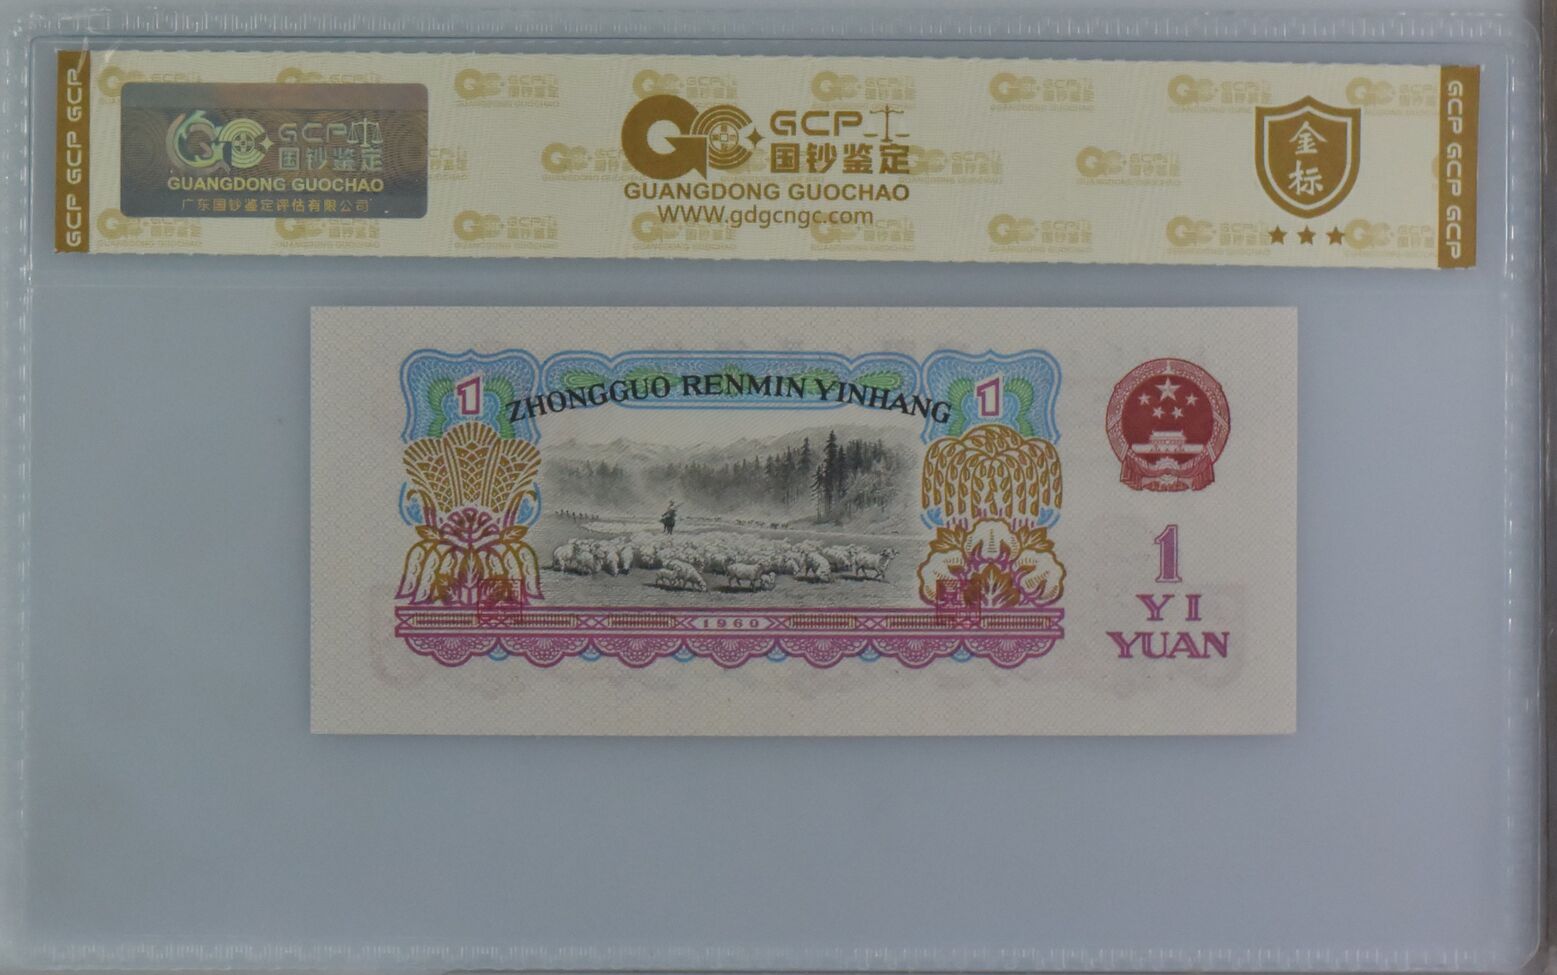 GCP GCP GCP
GCP
国钞鉴定
GUANGDONG GUOCHAO
广东国钞鉴定评估有限公司
GCP
国钞鉴定
GUANGDONG GUOCHAO
WWW.gdgcngc.com
金标
GCP GCP GCP GCP
ZHONGGUO RENMIN YINHANG
1
1
1960
1
YI
YUAN